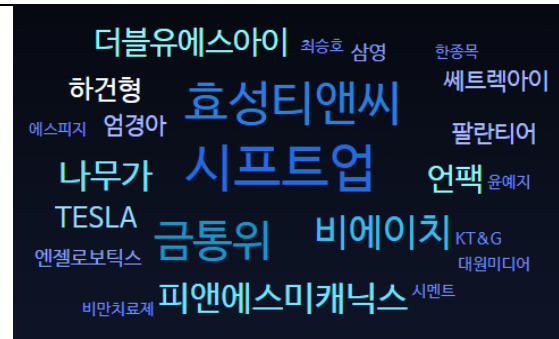 더블유에스아이 최승호 삼영 한종목
하건형 효성티앤씨 쎄트렉아이
에스피지 엄경아 팔란티어
나무가 시프트업 언팩 윤예지
TESLA 금통위 비에이치 KT&G
엔젤로보틱스 대원미디어
비만치료제 피앤에스미캐닉스 시멘트